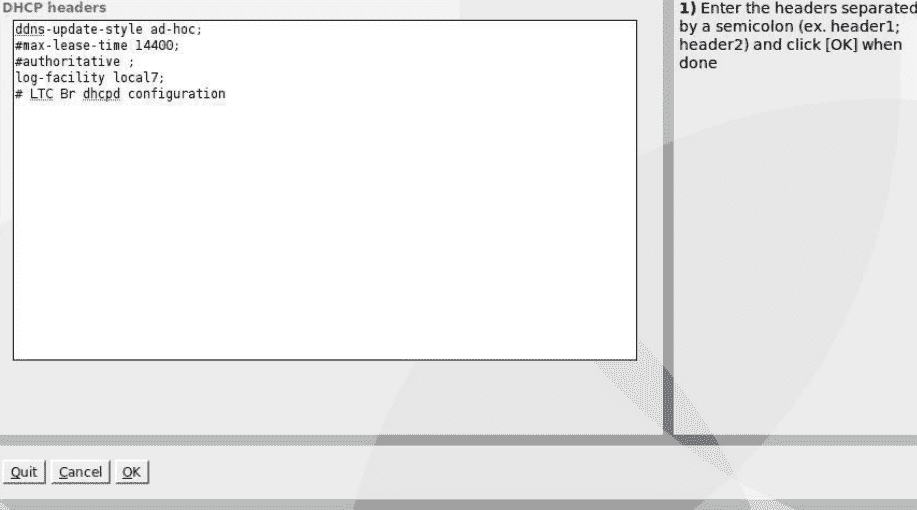 DHCP headers
ddns-update-style ad-hoc;
#max-lease-time 14400;
#authoritative ;
log-facility local7;
# LTC Br dhcpd configuration
1) Enter the headers separated
by a semicolon (ex. header1;
header2) and click [OK] when
done
Quit Cancel OK